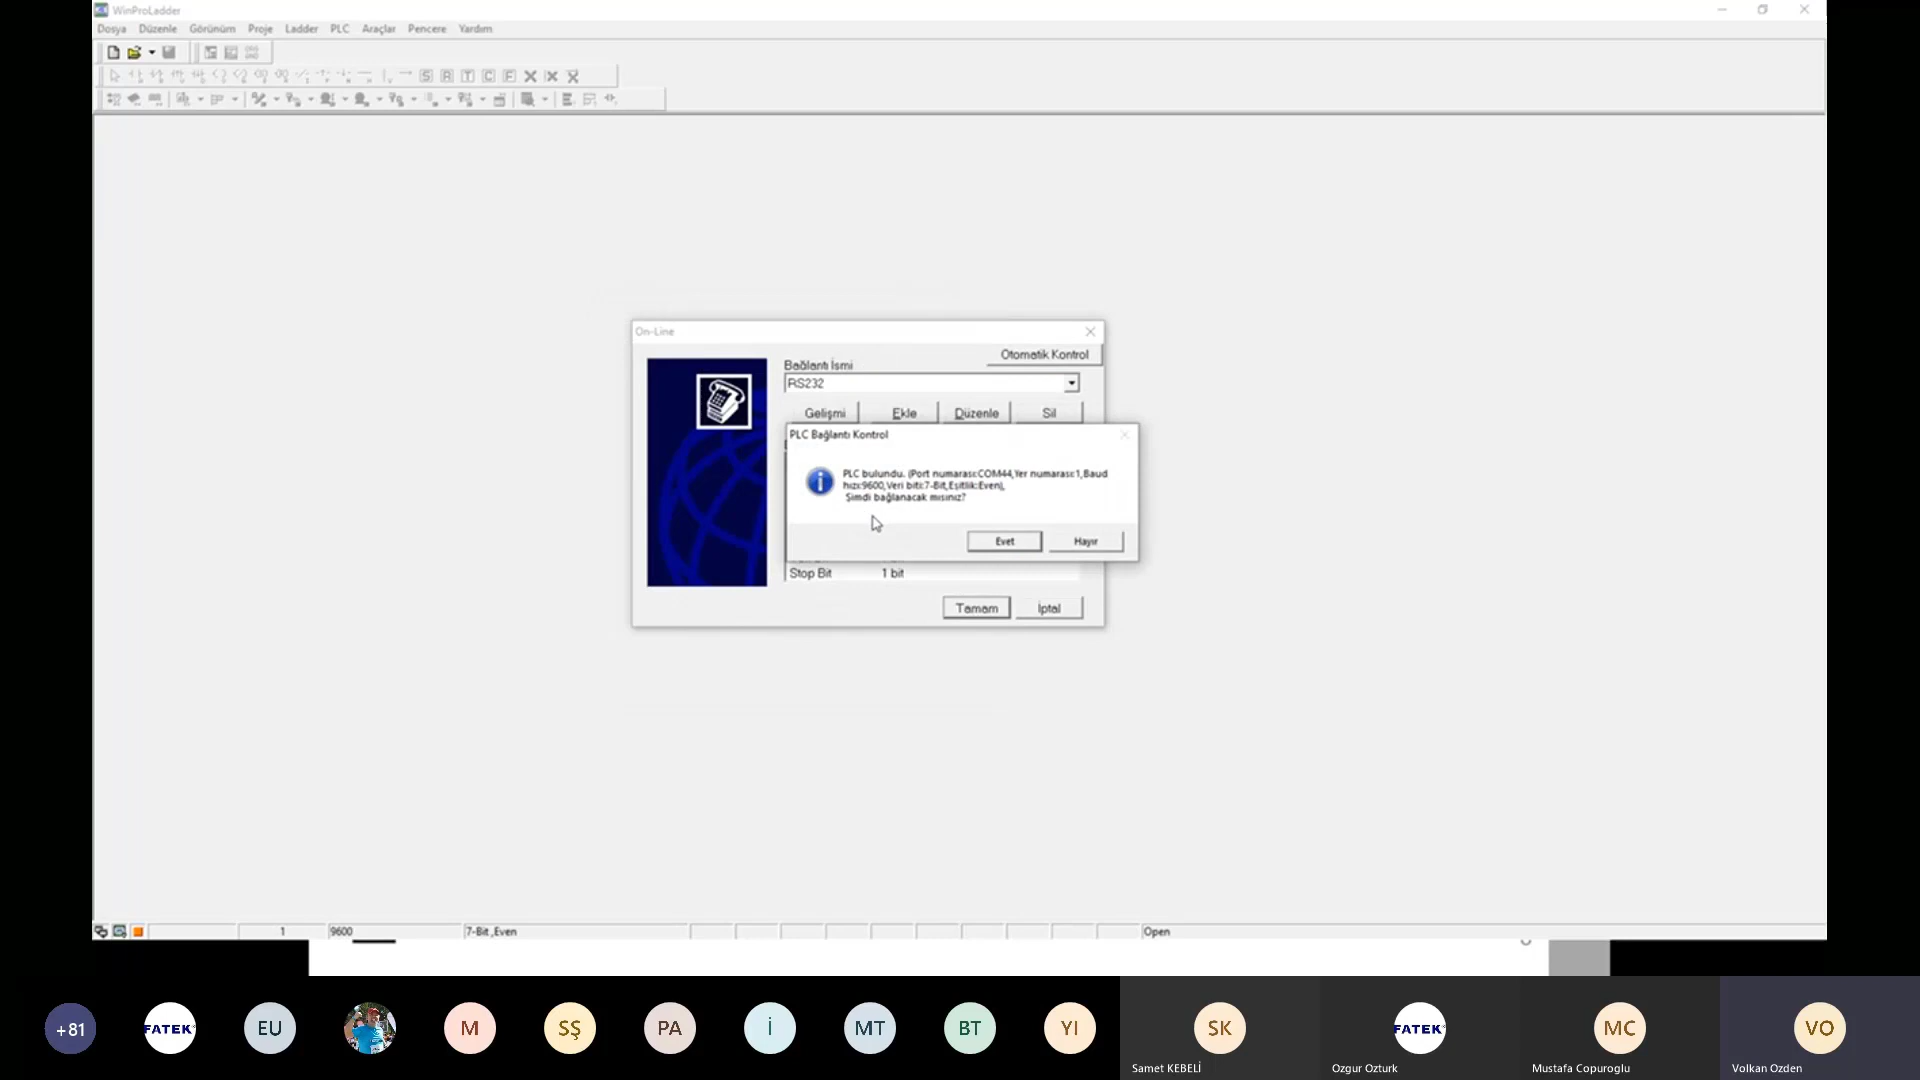 WinProLadder
Dosya Düzenle Görünüm Proje Ladder PLC Araçlar Pencere Yardım
S R T C F
On-Line
Otomatik Kontrol
Bağlantı İsmi
RS232
Gelişmi Ekle Düzenle Sil
PLC Bağlantı Kontrol
PLC bulundu. (Port numarası:COM44,Yer numarası:1,Baud
hızı:9600,Veri biti:7-Bit,Eşitlik:Even),
Şimdi bağlanacak mısınız?
Evet Hayır
Stop Bit 1 bit
Tamam İptal
1 9600 7-Bit ,Even Open
+81 FATEK EU M SŞ PA İ MT BT YI SK FATEK MC VO
Samet KEBELİ Ozgur Ozturk Mustafa Copuroglu Volkan Ozden